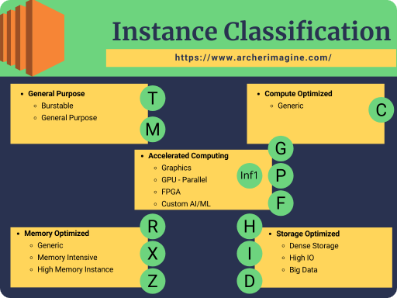 Instance Classification
https://www.archerimagine.com/
General Purpose
Burstable
General Purpose
T
M
Compute Optimized
Generic
C
Accelerated Computing
Graphics
GPU - Parallel
FPGA
Custom AI/ML
Inf1
G
P
F
Memory Optimized
Generic
Memory Intensive
High Memory Instance
R
X
Z
Storage Optimized
Dense Storage
High IO
Big Data
H
I
D